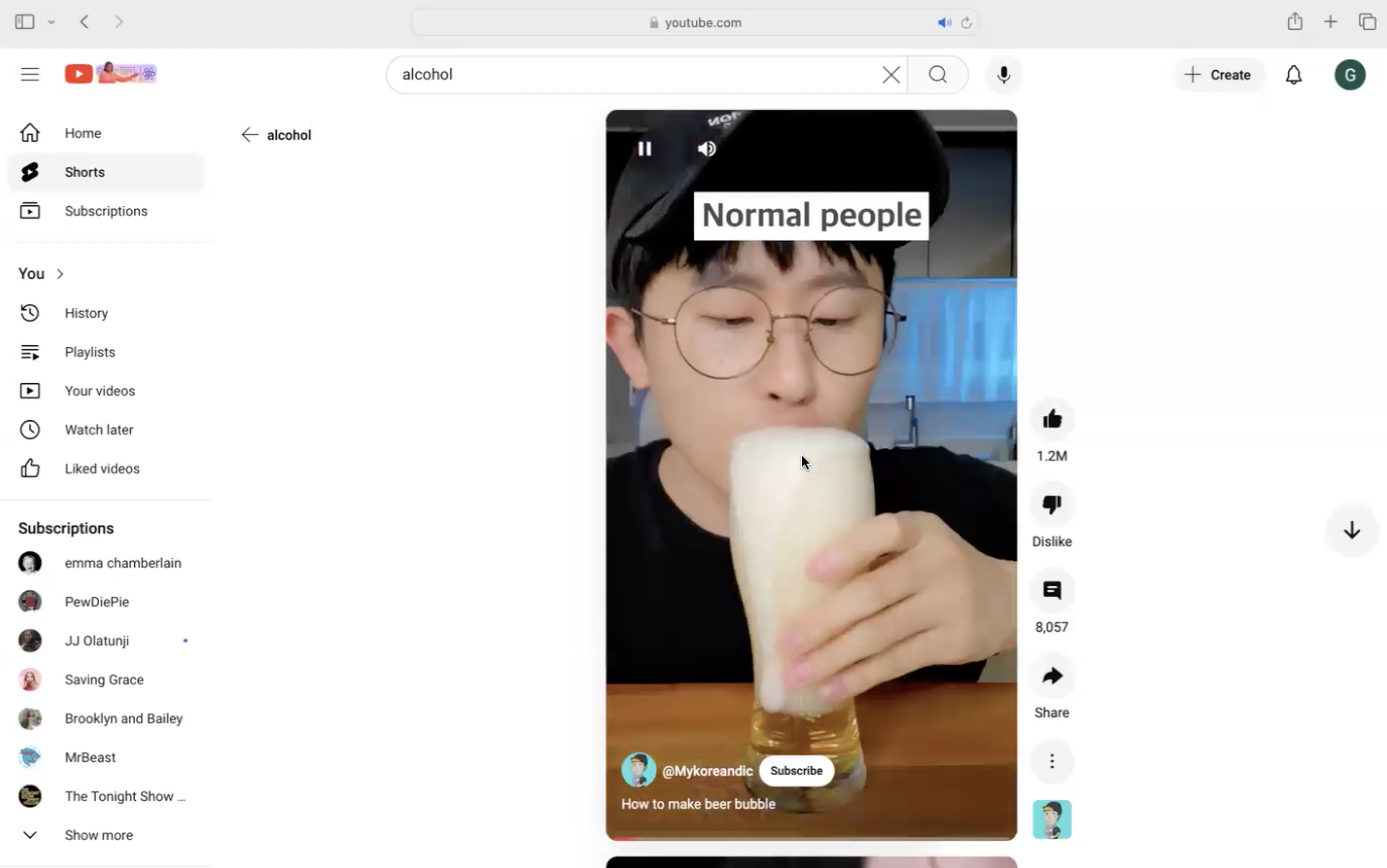 youtube.com
alcohol
Create
G
Home
alcohol
Shorts
Subscriptions
You
History
Playlists
Your videos
Watch later
Liked videos
Subscriptions
emma chamberlain
PewDiePie
JJ Olatunji
Saving Grace
Brooklyn and Bailey
MrBeast
The Tonight Show ...
Show more
Normal people
@Mykoreandic Subscribe
How to make beer bubble
1.2M
Dislike
8,057
Share